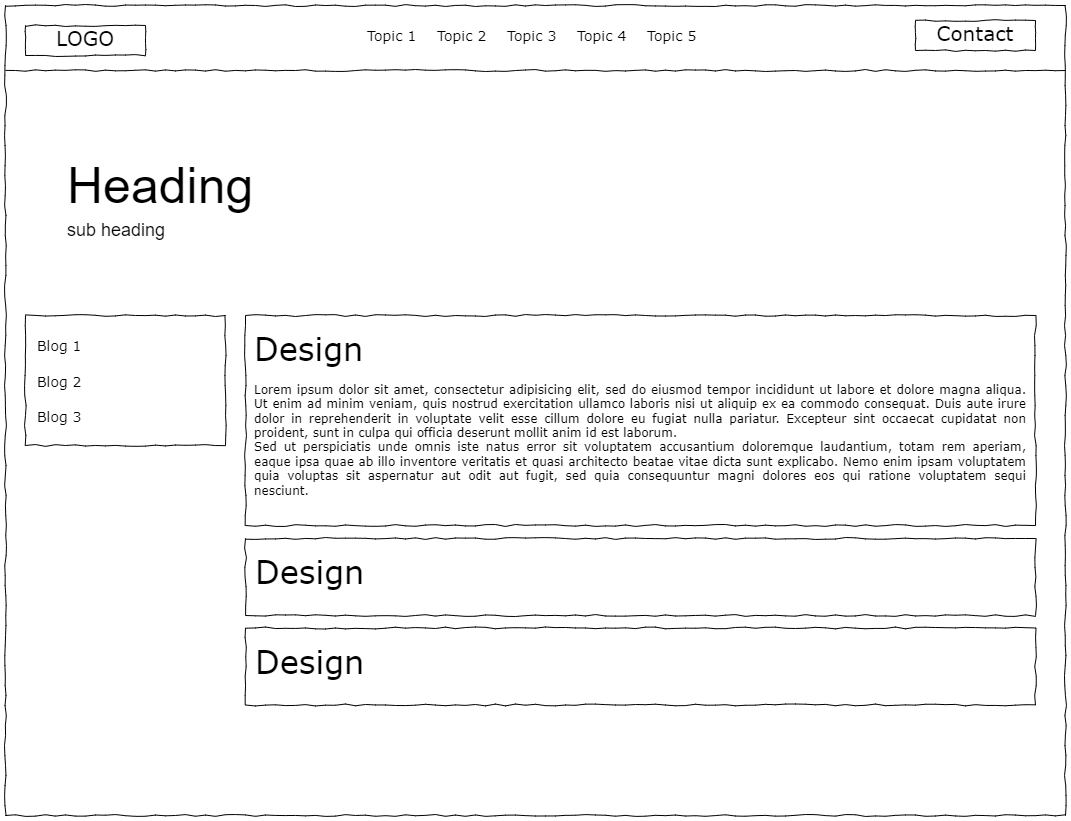 LOGO
Topic 1 Topic 2 Topic 3 Topic 4 Topic 5
Contact
Heading
sub heading
Blog 1
Blog 2
Blog 3
Design
Lorem ipsum dolor sit amet, consectetur adipisicing elit, sed do eiusmod tempor incididunt ut labore et dolore magna aliqua.
Ut enim ad minim veniam, quis nostrud exercitation ullamco laboris nisi ut aliquip ex ea commodo consequat. Duis aute irure
dolor in reprehenderit in voluptate velit esse cillum dolore eu fugiat nulla pariatur. Excepteur sint occaecat cupidatat non
proident, sunt in culpa qui officia deserunt mollit anim id est laborum.
Sed ut perspiciatis unde omnis iste natus error sit voluptatem accusantium doloremque laudantium, totam rem aperiam,
eaque ipsa quae ab illo inventore veritatis et quasi architecto beatae vitae dicta sunt explicabo. Nemo enim ipsam voluptatem
quia voluptas sit aspernatur aut odit aut fugit, sed quia consequuntur magni dolores eos qui ratione voluptatem sequi
nesciunt.
Design
Design